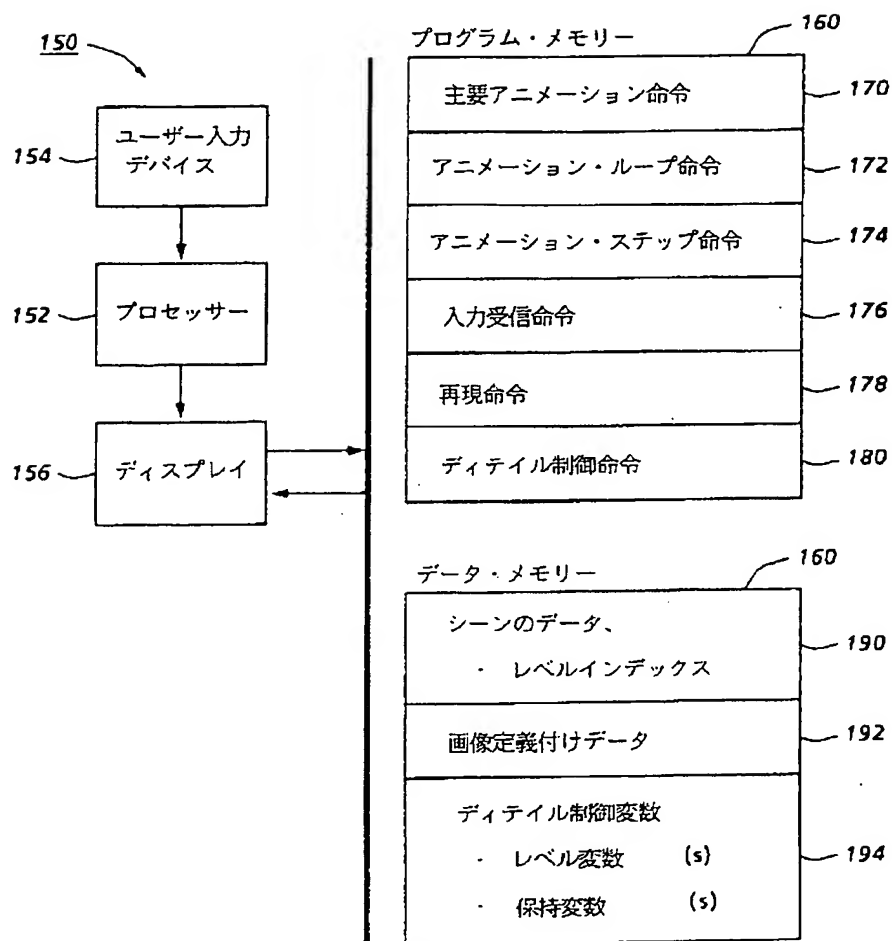 150
154
ユーザー入力
デバイス
152
プロセッサー
156
ディスプレイ
プログラム・メモリー
160
主要アニメーション命令
170
アニメーション・ループ命令
172
アニメーション・ステップ命令
174
入力受信命令
176
再現命令
178
ディテイル制御命令
180
データ・メモリー
160
シーンのデータ、
・ レベルインデックス
190
画像定義付けデータ
192
ディテイル制御変数
・ レベル変数 (s)
・ 保持変数 (s)
194